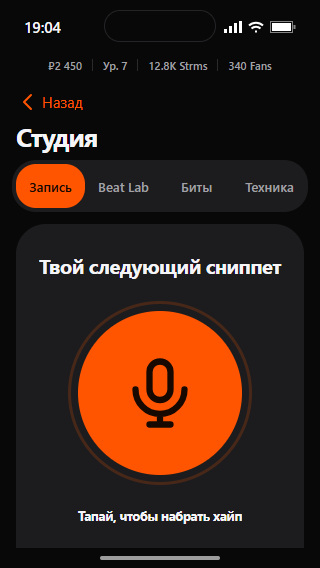 19:04
₽2 450 Ур. 7 12.8K Strms 340 Fans
Назад
Студия
Запись Beat Lab Биты Техника
Твой следующий сниппет
Тапай, чтобы набрать хайп